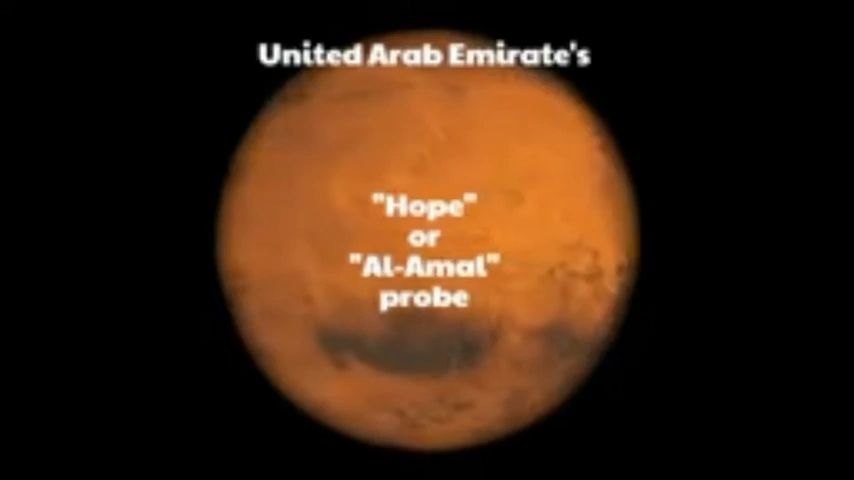 United Arab Emirate's
"Hope"
or
"Al-Amal"
probe